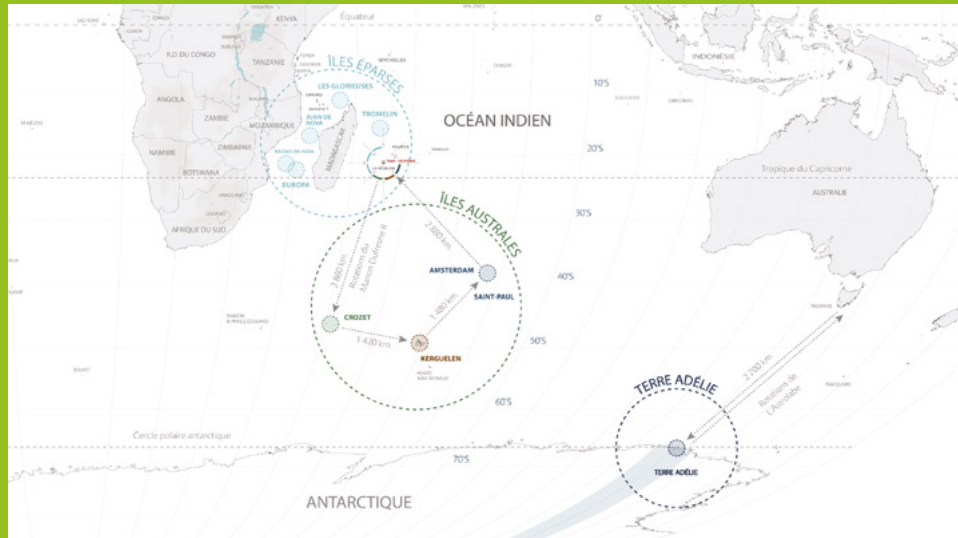 Équateur
0°
KENYA
R.D. DU CONGO
TANZANIE
SEYCHELLES
INDONÉSIE
ÎLES ÉPARSES
10°S
LES GLORIEUSES
ANGOLA
ZAMBIE
MOZAMBIQUE
JUAN DE NOVA
TROMELIN
OCÉAN INDIEN
NAMIBIE
ZIMBABWE
MADAGASCAR
BASSAS DA INDIA
20°S
BOTSWANA
EUROPA
Tropique du Capricorne
AUSTRALIE
AFRIQUE DU SUD
30°S
ÎLES AUSTRALES
2 860 km
Rotations du
Marion Dufresne II
2 880 km
AMSTERDAM
SAINT-PAUL
40°S
CROZET
1 420 km
1 480 km
KERGUELEN
50°S
60°S
2 700 km
Rotations de
L'Astrolabe
TERRE ADÉLIE
Cercle polaire antarctique
70°S
TERRE ADÉLIE
ANTARCTIQUE